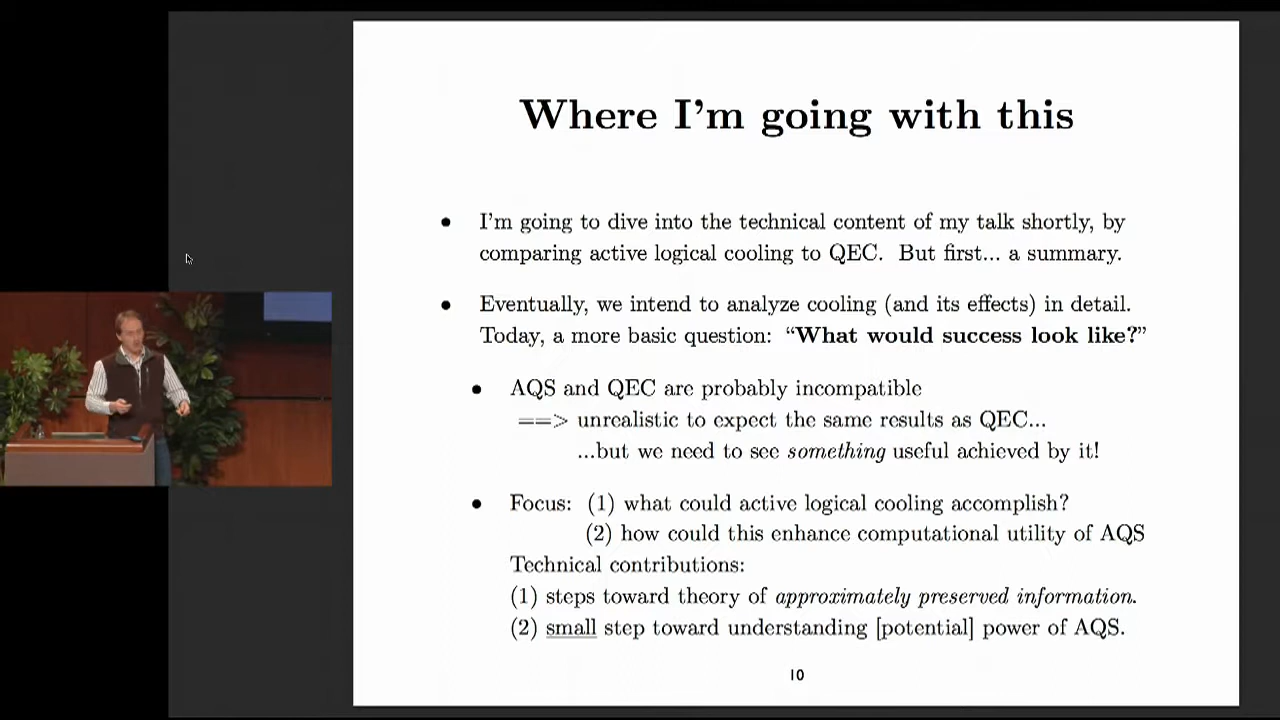 Where I'm going with this
• I'm going to dive into the technical content of my talk shortly, by
comparing active logical cooling to QEC. But first... a summary.
• Eventually, we intend to analyze cooling (and its effects) in detail.
Today, a more basic question: “What would success look like?”
• AQS and QEC are probably incompatible
==> unrealistic to expect the same results as QEC...
...but we need to see something useful achieved by it!
• Focus: (1) what could active logical cooling accomplish?
(2) how could this enhance computational utility of AQS
Technical contributions:
(1) steps toward theory of approximately preserved information.
(2) small step toward understanding [potential] power of AQS.
10